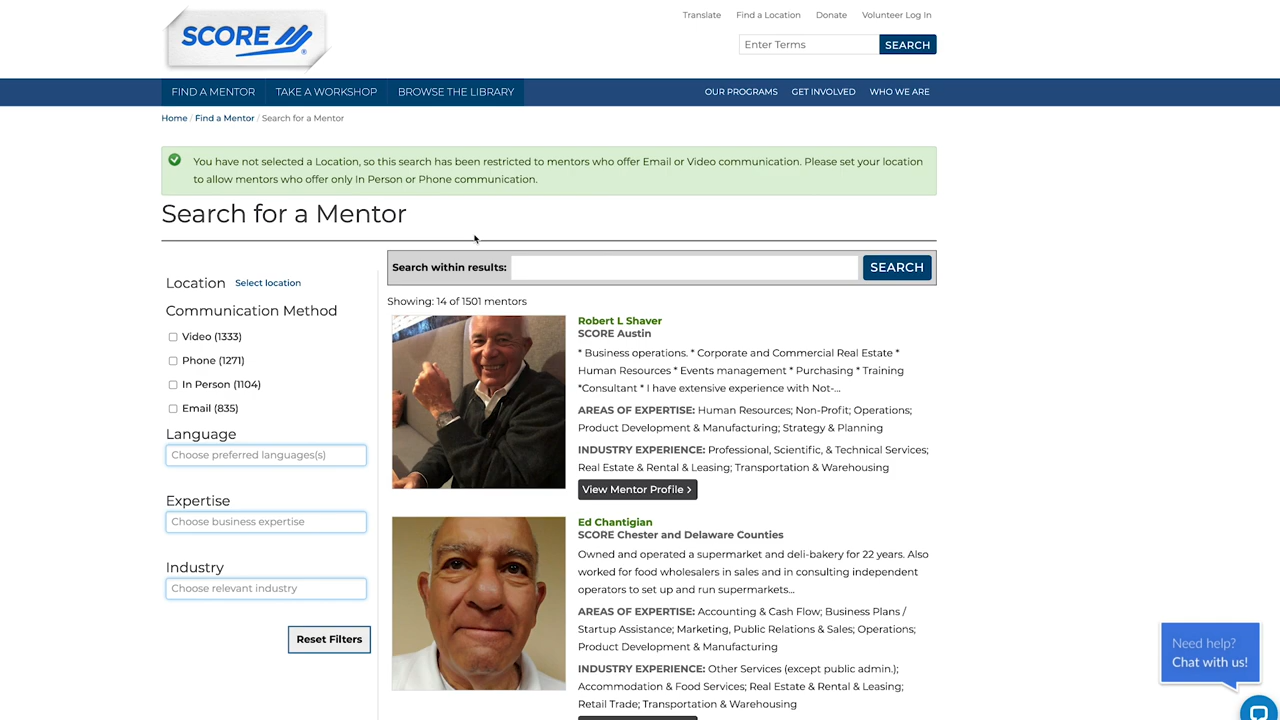 SCORE
Translate
Find a Location
Donate
Volunteer Log In
Enter Terms
SEARCH
FIND A MENTOR
TAKE A WORKSHOP
BROWSE THE LIBRARY
OUR PROGRAMS
GET INVOLVED
WHO WE ARE
Home / Find a Mentor / Search for a Mentor
You have not selected a Location, so this search has been restricted to mentors who offer Email or Video communication. Please set your location
to allow mentors who offer only In Person or Phone communication.
Search for a Mentor
Location
Select location
Communication Method
Video (1333)
Phone (1271)
In Person (1104)
Email (835)
Language
Choose preferred languages(s)
Expertise
Choose business expertise
Industry
Choose relevant industry
Reset Filters
Search within results:
SEARCH
Showing: 14 of 1501 mentors
Robert L Shaver
SCORE Austin
* Business operations. * Corporate and Commercial Real Estate *
Human Resources * Events management * Purchasing * Training
*Consultant * I have extensive experience with Not-...
AREAS OF EXPERTISE: Human Resources; Non-Profit; Operations;
Product Development & Manufacturing; Strategy & Planning
INDUSTRY EXPERIENCE: Professional, Scientific, & Technical Services;
Real Estate & Rental & Leasing; Transportation & Warehousing
View Mentor Profile >
Ed Chantigian
SCORE Chester and Delaware Counties
Owned and operated a supermarket and deli-bakery for 22 years. Also
worked for food wholesalers in sales and in consulting independent
operators to set up and run supermarkets...
AREAS OF EXPERTISE: Accounting & Cash Flow; Business Plans /
Startup Assistance; Marketing, Public Relations & Sales; Operations;
Product Development & Manufacturing
INDUSTRY EXPERIENCE: Other Services (except public admin.);
Accommodation & Food Services; Real Estate & Rental & Leasing;
Retail Trade; Transportation & Warehousing
Need help?
Chat with us!